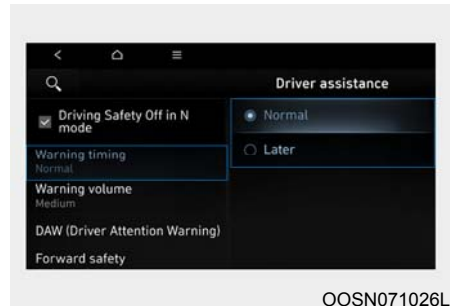 Driver assistance
Driving Safety Off in N
mode
Warning timing
Normal
Warning volume
Medium
DAW (Driver Attention Warning)
Forward safety
Normal
Later
OOSN071026L